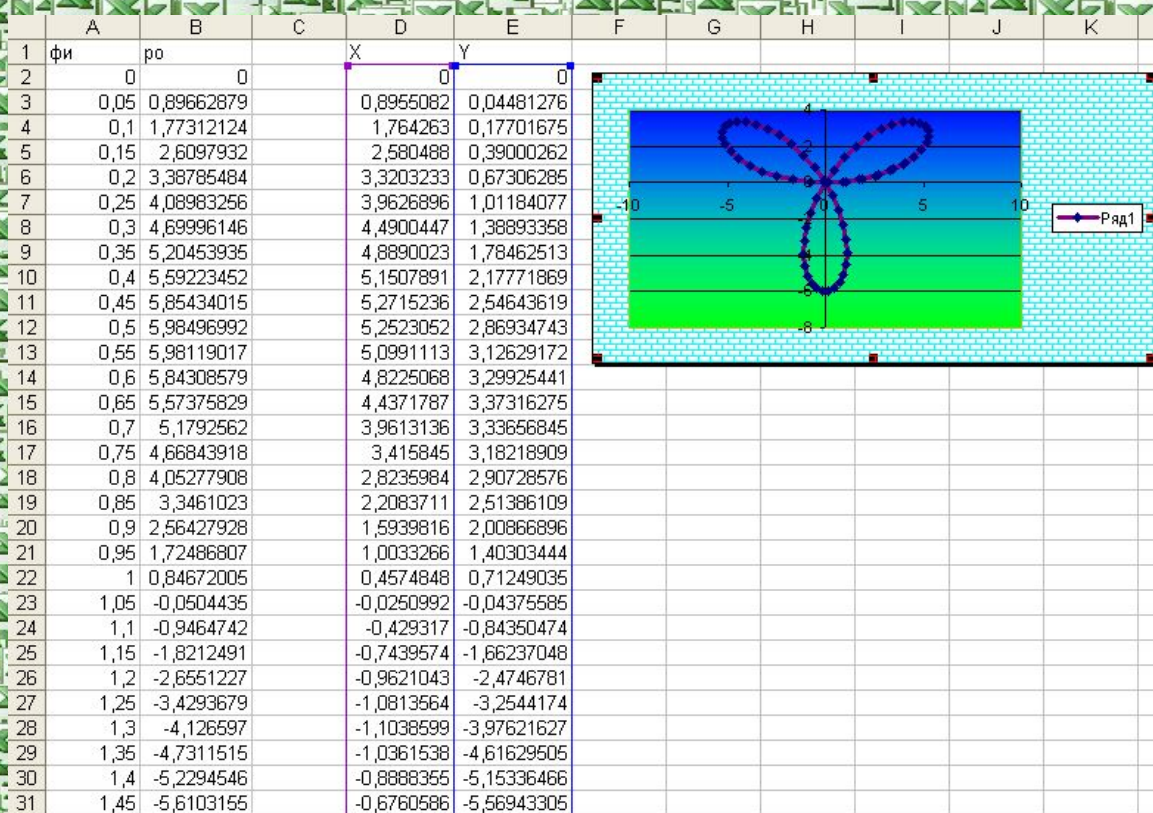 A B C D E F G H I J K
1 фи ро X Y
2 0 0 0 0
3 0,05 0,89662879 0,8955082 0,04481276
4 0,1 1,77312124 1,764263 0,17701675
5 0,15 2,6097932 2,580488 0,39000262
6 0,2 3,38785484 3,3203233 0,67306285
7 0,25 4,08983256 3,9626896 1,01184077
8 0,3 4,69996146 4,4900447 1,38893358
9 0,35 5,20453935 4,8890023 1,78462513
10 0,4 5,59223452 5,1507891 2,17771869
11 0,45 5,85434015 5,2715236 2,54643619
12 0,5 5,98496992 5,2523052 2,86934743
13 0,55 5,98119017 5,0991113 3,12629172
14 0,6 5,84308579 4,8225068 3,29925441
15 0,65 5,57375829 4,4371787 3,37316275
16 0,7 5,1792562 3,9613136 3,33656845
17 0,75 4,66843918 3,415845 3,18218909
18 0,8 4,05277908 2,8235984 2,90728576
19 0,85 3,3461023 2,2083711 2,51386109
20 0,9 2,56427928 1,5939816 2,00866896
21 0,95 1,72486807 1,0033266 1,40303444
22 1 0,84672005 0,4574848 0,71249035
23 1,05 -0,0504435 -0,0250992 -0,04375585
24 1,1 -0,9464742 -0,429317 -0,84350474
25 1,15 -1,8212491 -0,7439574 -1,66237048
26 1,2 -2,6551227 -0,9621043 -2,4746781
27 1,25 -3,4293679 -1,0813564 -3,2544174
28 1,3 -4,126597 -1,1038599 -3,97621627
29 1,35 -4,7311515 -1,0361538 -4,61629505
30 1,4 -5,2294546 -0,8888355 -5,15336466
31 1,45 -5,6103155 -0,6760586 -5,56943305
4
2
0
-10 -5 0 5 10
-2
-4
-6
-8
Ряд1